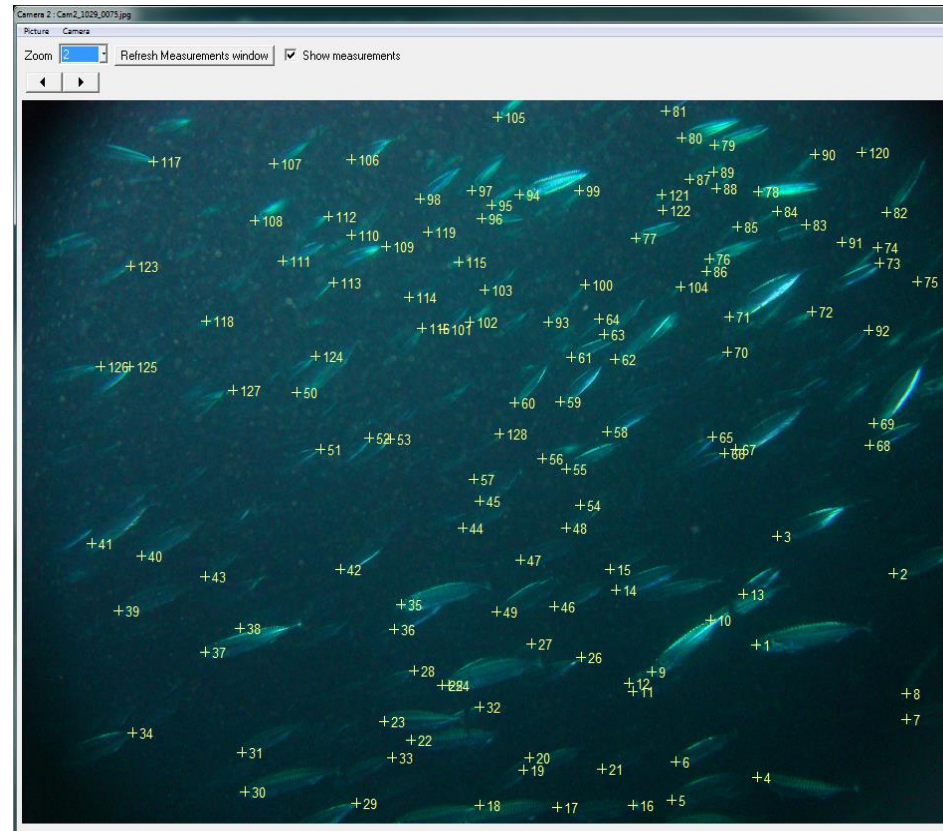 Camera 2 : Cam2_1029_0075.jpg
Picture Camera
Zoom 2 Refresh Measurements window Show measurements
+105 +81
+80 +79 +90 +120
+117 +107 +106
+89 +87 +88 +78
+98 +97 +94 +99 +121
+95 +122 +84 +82
+108 +112 +96 +85 +83
+110 +119 +77 +91 +74
+109
+123 +111 +115 +76 +73
+86
+113 +103 +100 +104 +75
+114
+118 +102 +93 +64 +71 +72
+101 +63 +92
+124 +61 +62 +70
+126 +125
+127 +50 +60 +59
+69
+52 +53 +128 +58 +65
+51 +66 +67 +68
+56 +55
+57
+45 +54
+44 +48 +3
+41
+40 +47
+43 +42 +15 +2
+14 +13
+39 +35 +49 +46
+38 +36 +10
+37 +27 +1
+28 +26 +9
+24 +12
+11 +8
+32
+23 +7
+34 +22
+31 +33 +20 +6
+19 +21 +4
+30
+29 +18 +17 +16 +5